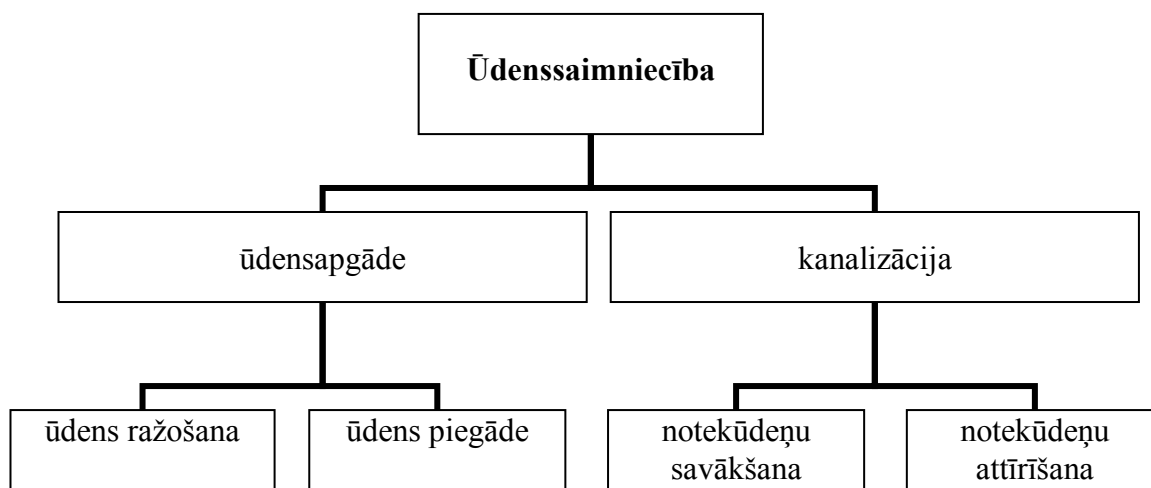 Ūdenssaimniecība
ūdensapgāde
kanalizācija
ūdens ražošana
ūdens piegāde
notekūdeņu
savākšana
notekūdeņu
attīrīšana